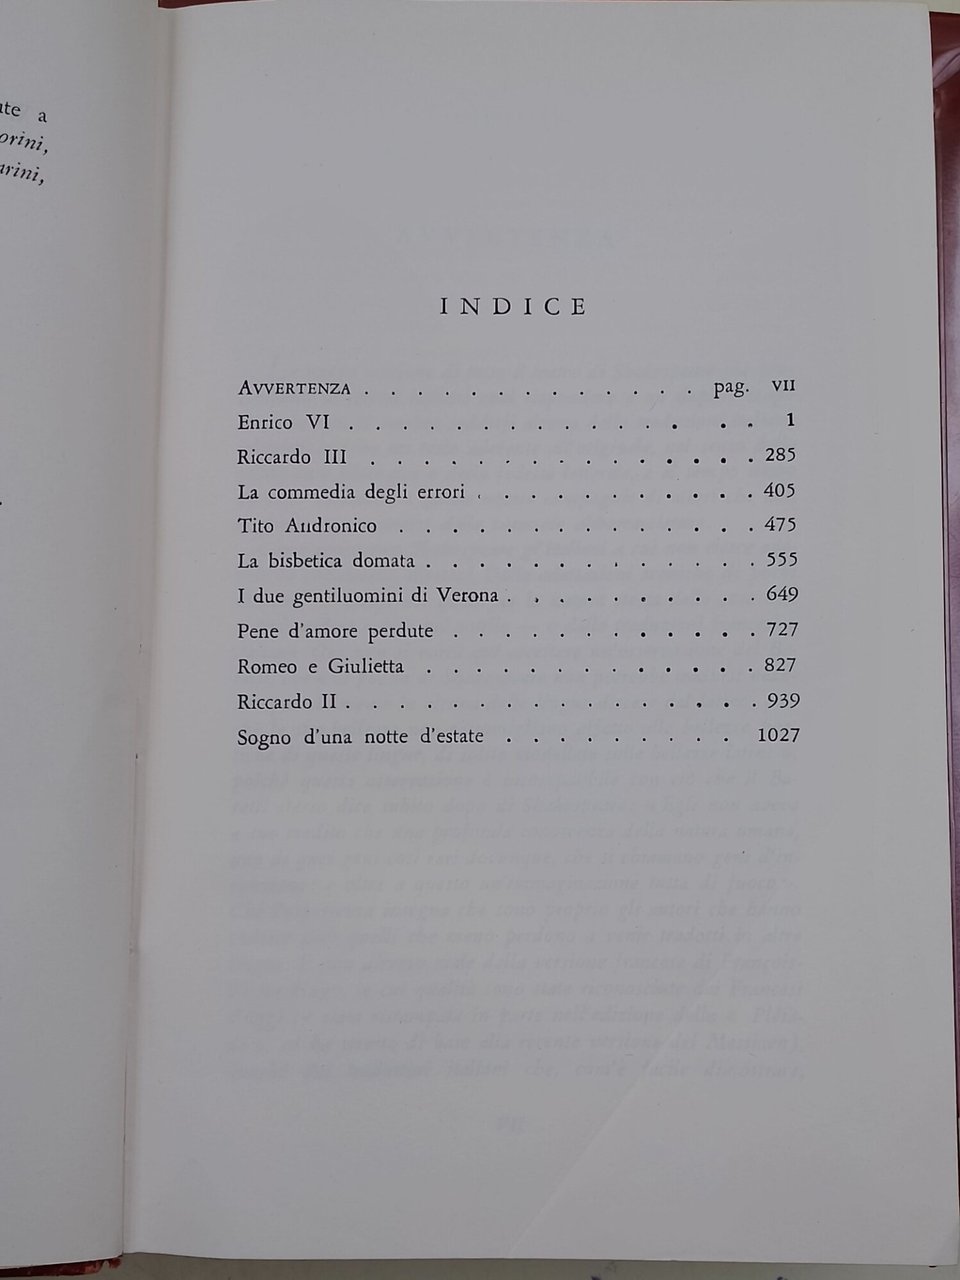 a
orini,
arini,
INDICE
AVVERTENZA . . . . . . . . . . . . . pag. VII
Enrico VI . . . . . . . . . . . . . . . 1
Riccardo III . . . . . . . . . . . . . . . 285
La commedia degli errori . . . . . . . . . . . 405
Tito Andronico . . . . . . . . . . . . . . 475
La bisbetica domata . . . . . . . . . . . . . 555
I due gentiluomini di Verona . . . . . . . . . . 649
Pene d'amore perdute . . . . . . . . . . . . 727
Romeo e Giulietta . . . . . . . . . . . . . 827
Riccardo II . . . . . . . . . . . . . . . . 939
Sogno d'una notte d'estate . . . . . . . . . 1027